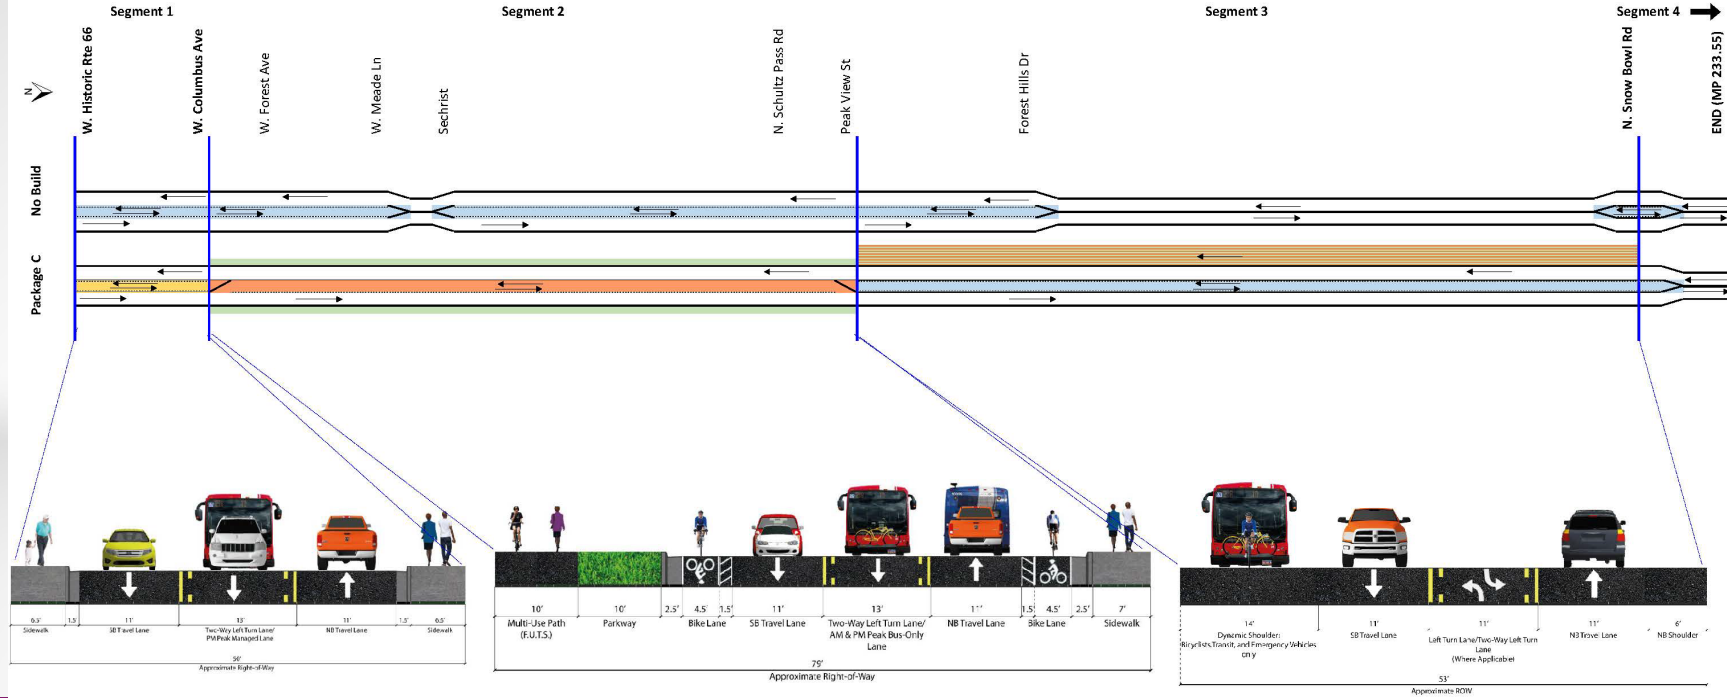 Segment 1
Segment 2
Segment 3
Segment 4
W. Historic Rte 66
W. Columbus Ave
W. Forest Ave
W. Meade Ln
Sechrist
N. Schultz Pass Rd
Peak View St
Forest Hills Dr
N. Snow Bowl Rd
END (MP 233.55)
N
No Build
Package C
6.5'
1.5'
11'
13'
11'
1.5'
6.5'
Sidewalk
SB Travel Lane
Two-Way Left Turn Lane/
PM Peak Managed Lane
NB Travel Lane
Sidewalk
56'
Approximate Right-of-Way
10'
10'
2.5'
4.5'
1.5'
11'
13'
11'
1.5'
4.5'
2.5'
7'
Multi-Use Path
(F.U.T.S.)
Parkway
Bike Lane
SB Travel Lane
Two-Way Left Turn Lane/
AM & PM Peak Bus-Only
Lane
NB Travel Lane
Bike Lane
Sidewalk
79'
Approximate Right-of-Way
14'
11'
11'
11'
6'
Dynamic Shoulder:
Bicyclists, Transit, and Emergency Vehicles
only
SB Travel Lane
Left Turn Lane/Two-Way Left Turn
Lane
(Where Applicable)
NB Travel Lane
NB Shoulder
53'
Approximate ROW